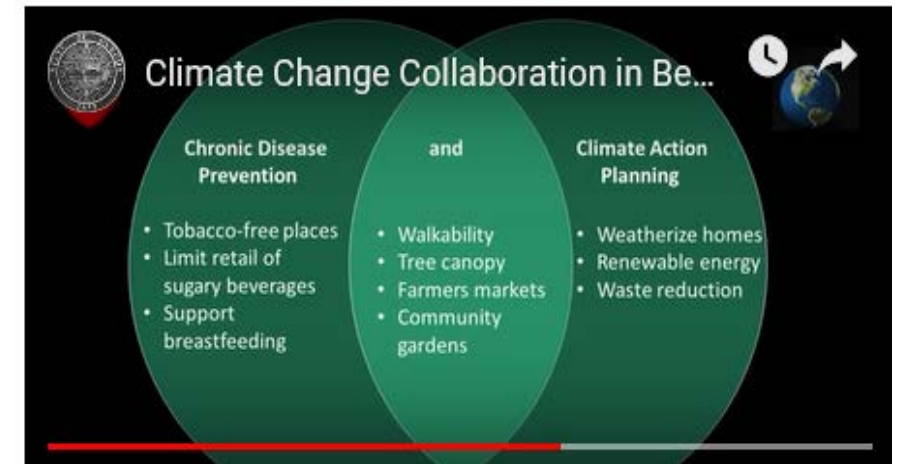 Climate Change Collaboration in Be...
Chronic Disease
Prevention
• Tobacco-free places
• Limit retail of
sugary beverages
• Support
breastfeeding
and
• Walkability
• Tree canopy
• Farmers markets
• Community
gardens
Climate Action
Planning
• Weatherize homes
• Renewable energy
• Waste reduction